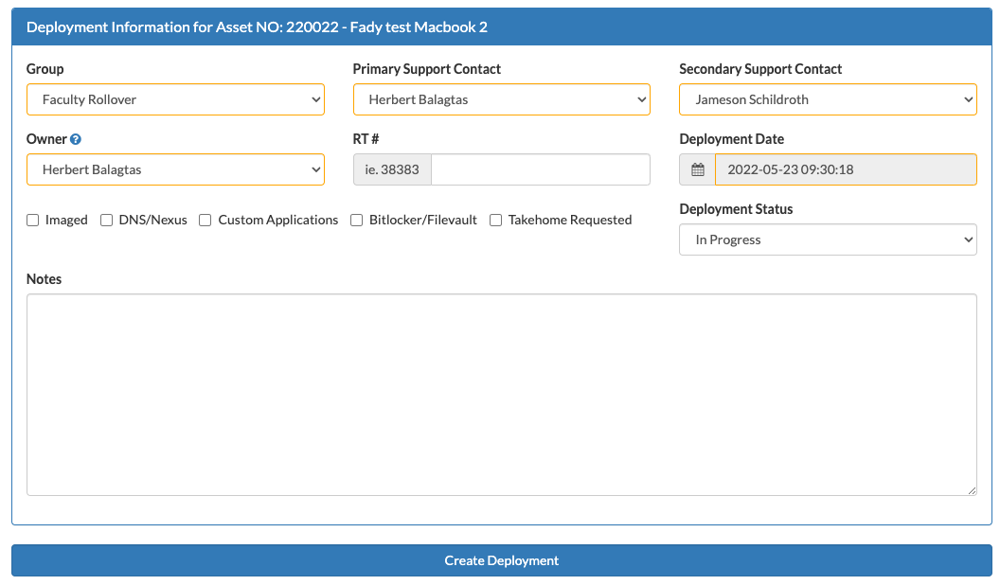 Deployment Information for Asset NO: 220022 - Fady test Macbook 2
Group
Primary Support Contact
Secondary Support Contact
Faculty Rollover
Herbert Balagtas
Jameson Schildroth
Owner ?
RT #
Deployment Date
Herbert Balagtas
ie. 38383
2022-05-23 09:30:18
Deployment Status
Imaged
DNS/Nexus
Custom Applications
Bitlocker/Filevault
Takehome Requested
In Progress
Notes
Create Deployment